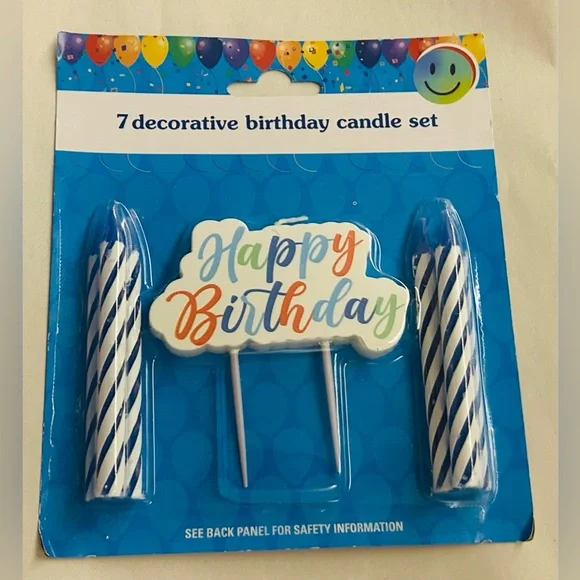 7 decorative birthday candle set
Happy
Birthday
SEE BACK PANEL FOR SAFETY INFORMATION